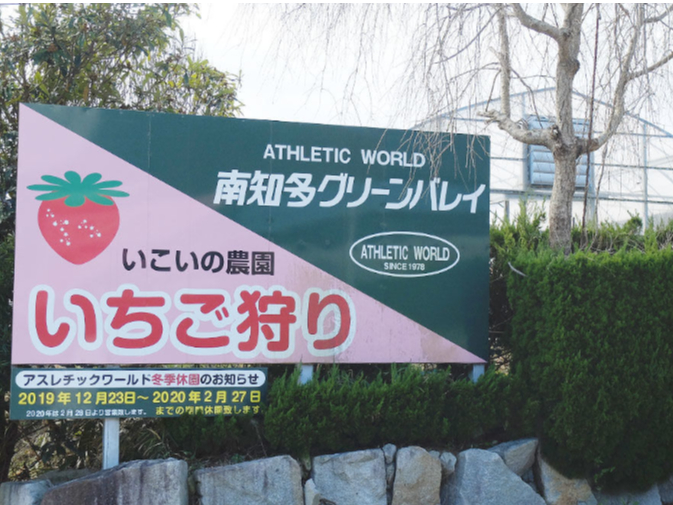 ATHLETIC WORLD
南知多グリーンバレイ
ATHLETIC WORLD
SINCE 1978
いこいの農園
いちご狩り
アスレチックワールド冬季休園のお知らせ
2019年12月23日～2020年2月27日
2020年は2月28日より営業致します。 までの期間休業致します